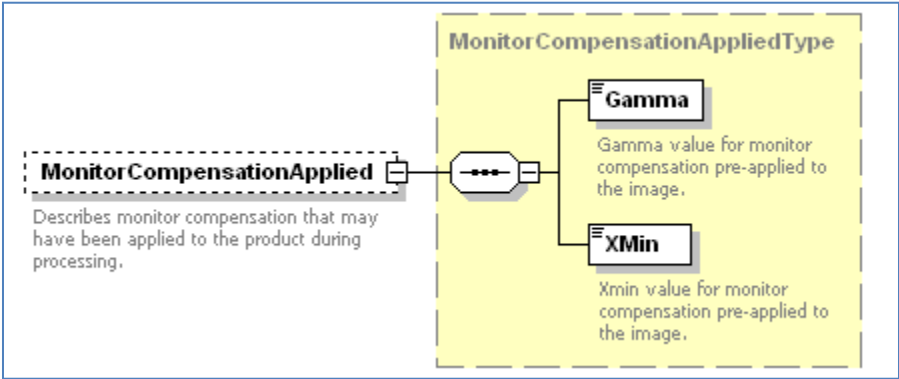 MonitorCompensationAppliedType
Gamma
Gamma value for monitor
compensation pre-applied to
the image.
MonitorCompensationApplied
Describes monitor compensation that may
have been applied to the product during
processing.
XMin
Xmin value for monitor
compensation pre-applied to
the image.